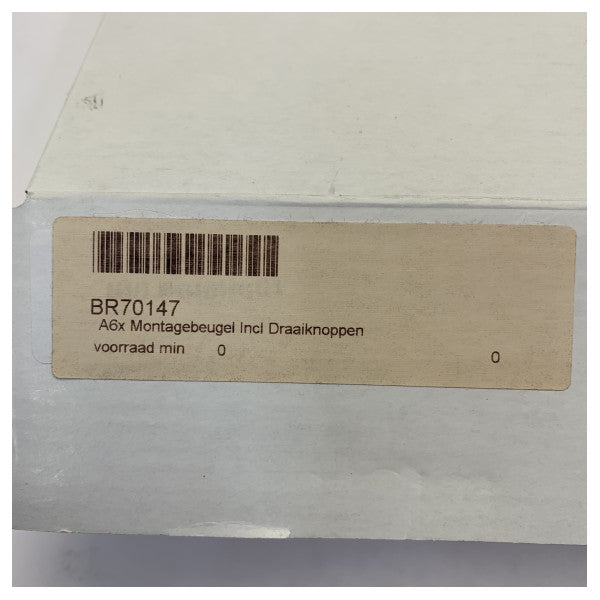 BR70147
A6x Montagebeugel Incl Draaiknoppen
voorraad min 0 0